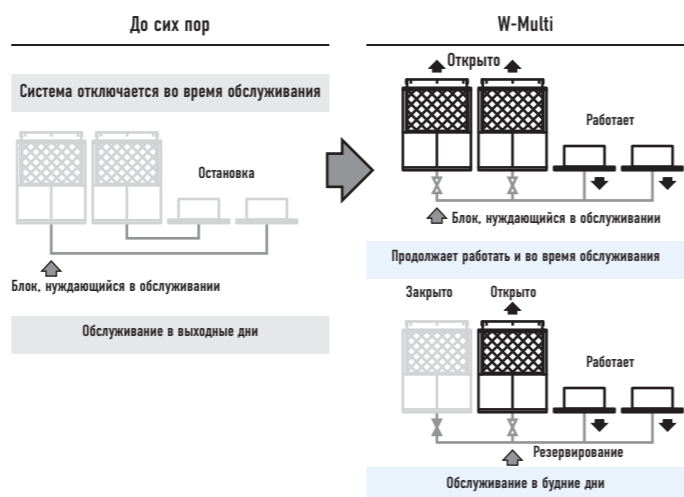 До сих пор
Система отключается во время обслуживания
Остановка
Блок, нуждающийся в обслуживании
Обслуживание в выходные дни
W-Multi
Открыто
Работает
Блок, нуждающийся в обслуживании
Продолжает работать и во время обслуживания
Закрыто
Открыто
Работает
Резервирование
Обслуживание в будние дни